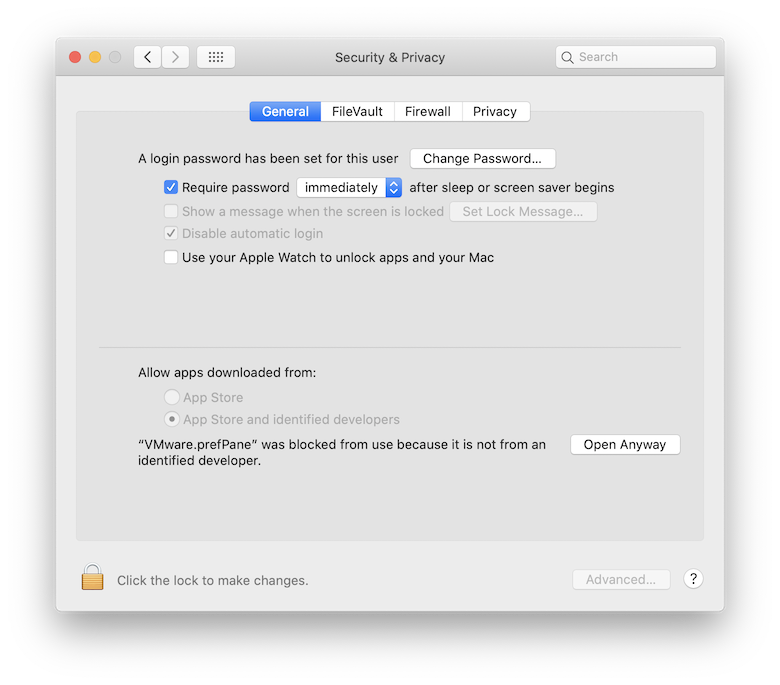 Security & Privacy
Search
General FileVault Firewall Privacy
A login password has been set for this user Change Password...
Require password immediately after sleep or screen saver begins
Show a message when the screen is locked Set Lock Message...
Disable automatic login
Use your Apple Watch to unlock apps and your Mac
Allow apps downloaded from:
App Store
App Store and identified developers
“VMware.prefPane” was blocked from use because it is not from an Open Anyway
identified developer.
Click the lock to make changes. Advanced... ?